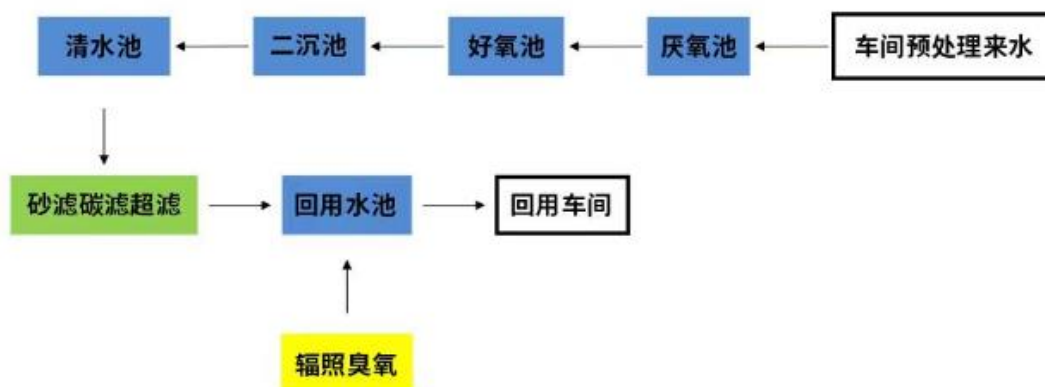 清水池
二沉池
好氧池
厌氧池
车间预处理来水
砂滤碳滤超滤
回用水池
回用车间
辐照臭氧